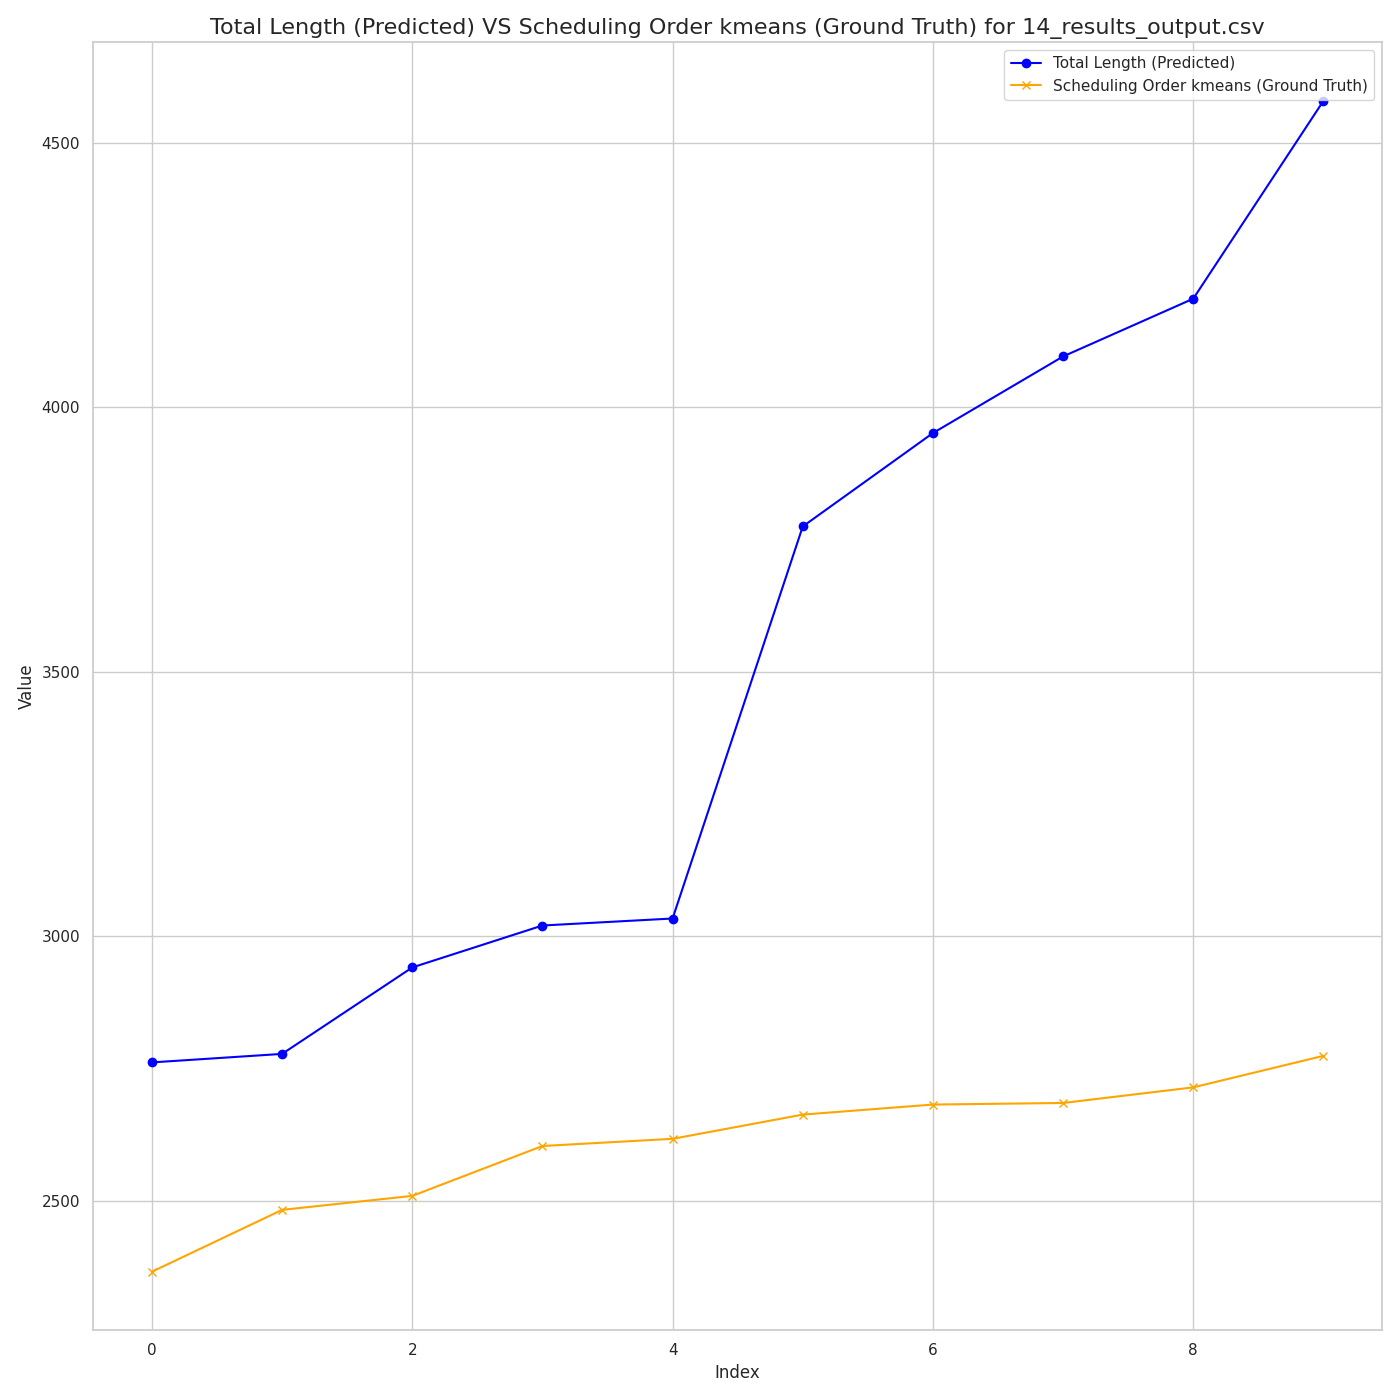 Total Length (Predicted) VS Scheduling Order kmeans (Ground Truth) for 14_results_output.csv
Total Length (Predicted)
Scheduling Order kmeans (Ground Truth)
4500
4000
3500
3000
2500
Value
0 2 4 6 8
Index